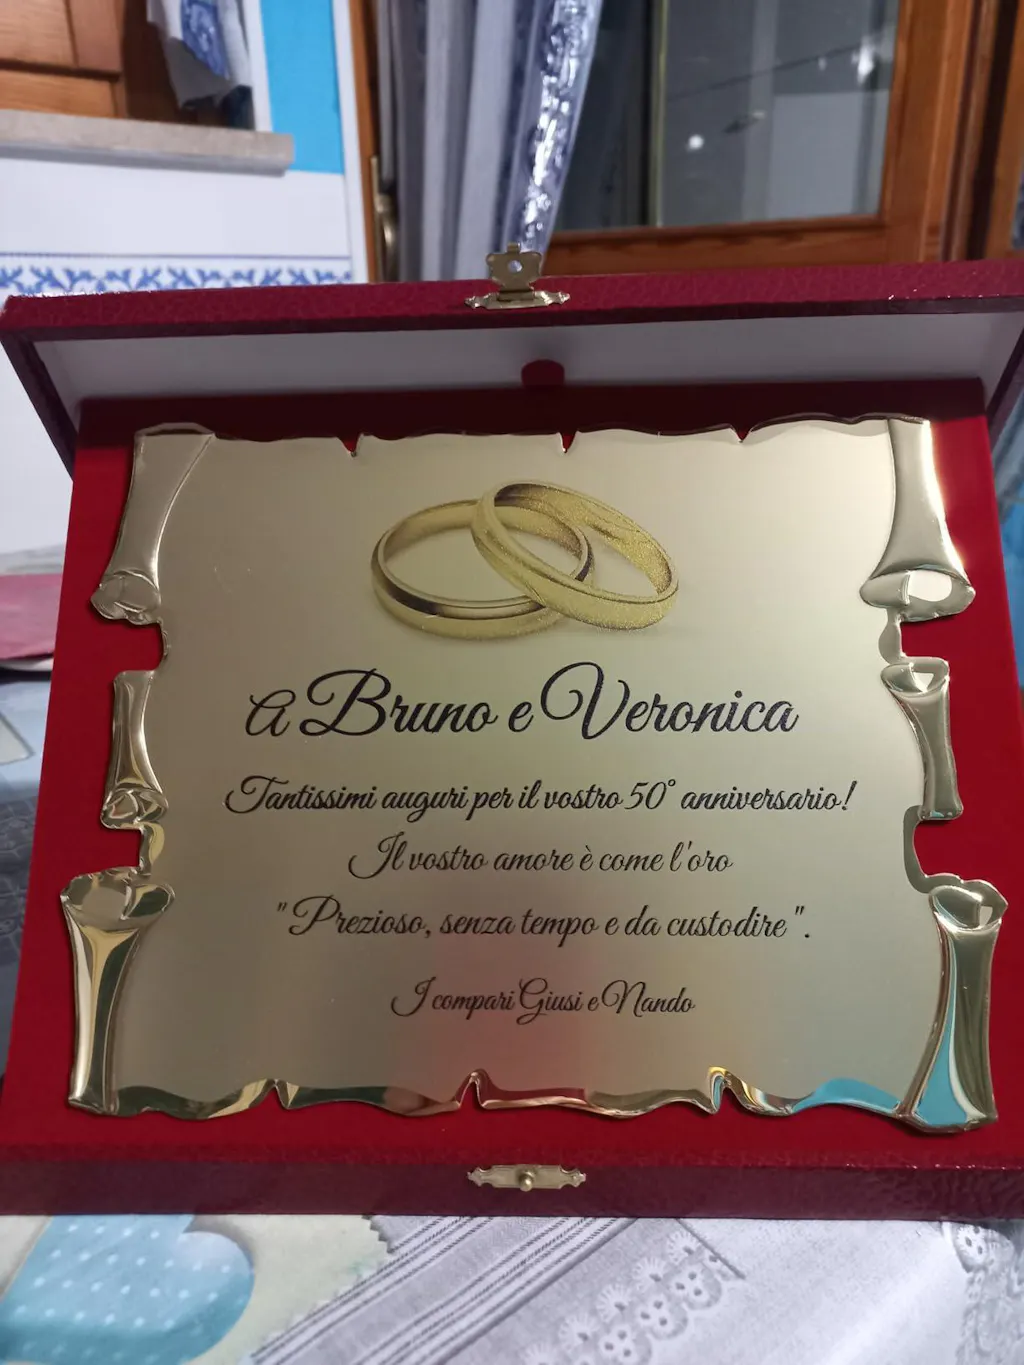 A Bruno e Veronica
Tantissimi auguri per il vostro 50° anniversario!
Il vostro amore è come l'oro
"Prezioso, senza tempo e da custodire".
I compari Giusi e Nando